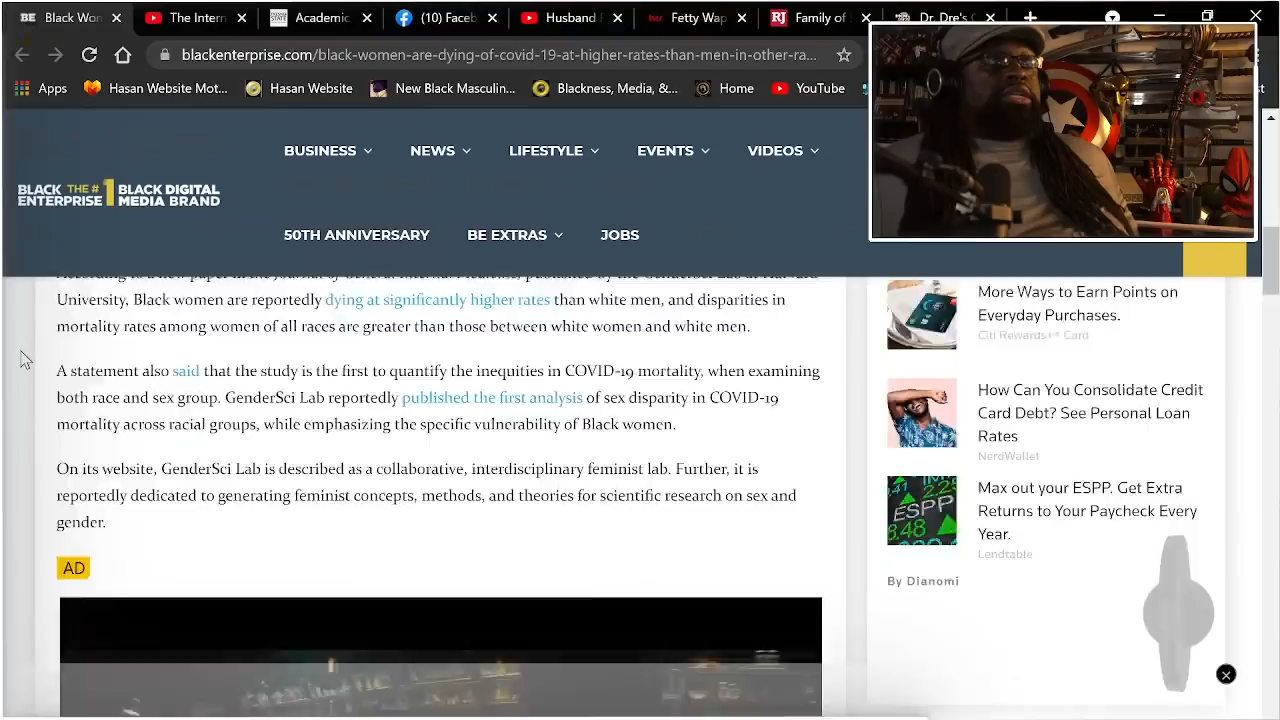 BE Black Won
The Intern
Academic
(10) Faceb
Husband F
Fetty Wap
RJ Family of
Dr. Dre's C
blackenterprise.com/black-women-are-dying-of-covid-19-at-higher-rates-than-men-in-other-ra...
Apps
Hasan Website Mot...
Hasan Website
New Black Masculin...
Blackness, Media, &...
Home
YouTube
BUSINESS
NEWS
LIFESTYLE
EVENTS
VIDEOS
BLACK ENTERPRISE THE # 1 BLACK DIGITAL MEDIA BRAND
50TH ANNIVERSARY
BE EXTRAS
JOBS
University, Black women are reportedly dying at significantly higher rates than white men, and disparities in
mortality rates among women of all races are greater than those between white women and white men.
A statement also said that the study is the first to quantify the inequities in COVID-19 mortality, when examining
both race and sex group. GenderSci Lab reportedly published the first analysis of sex disparity in COVID-19
mortality across racial groups, while emphasizing the specific vulnerability of Black women.
On its website, GenderSci Lab is described as a collaborative, interdisciplinary feminist lab. Further, it is
reportedly dedicated to generating feminist concepts, methods, and theories for scientific research on sex and
gender.
AD
More Ways to Earn Points on
Everyday Purchases.
Citi Rewards+® Card
How Can You Consolidate Credit
Card Debt? See Personal Loan
Rates
NerdWallet
ESPP
8.48
Max out your ESPP. Get Extra
Returns to Your Paycheck Every
Year.
Lendtable
By Dianomi